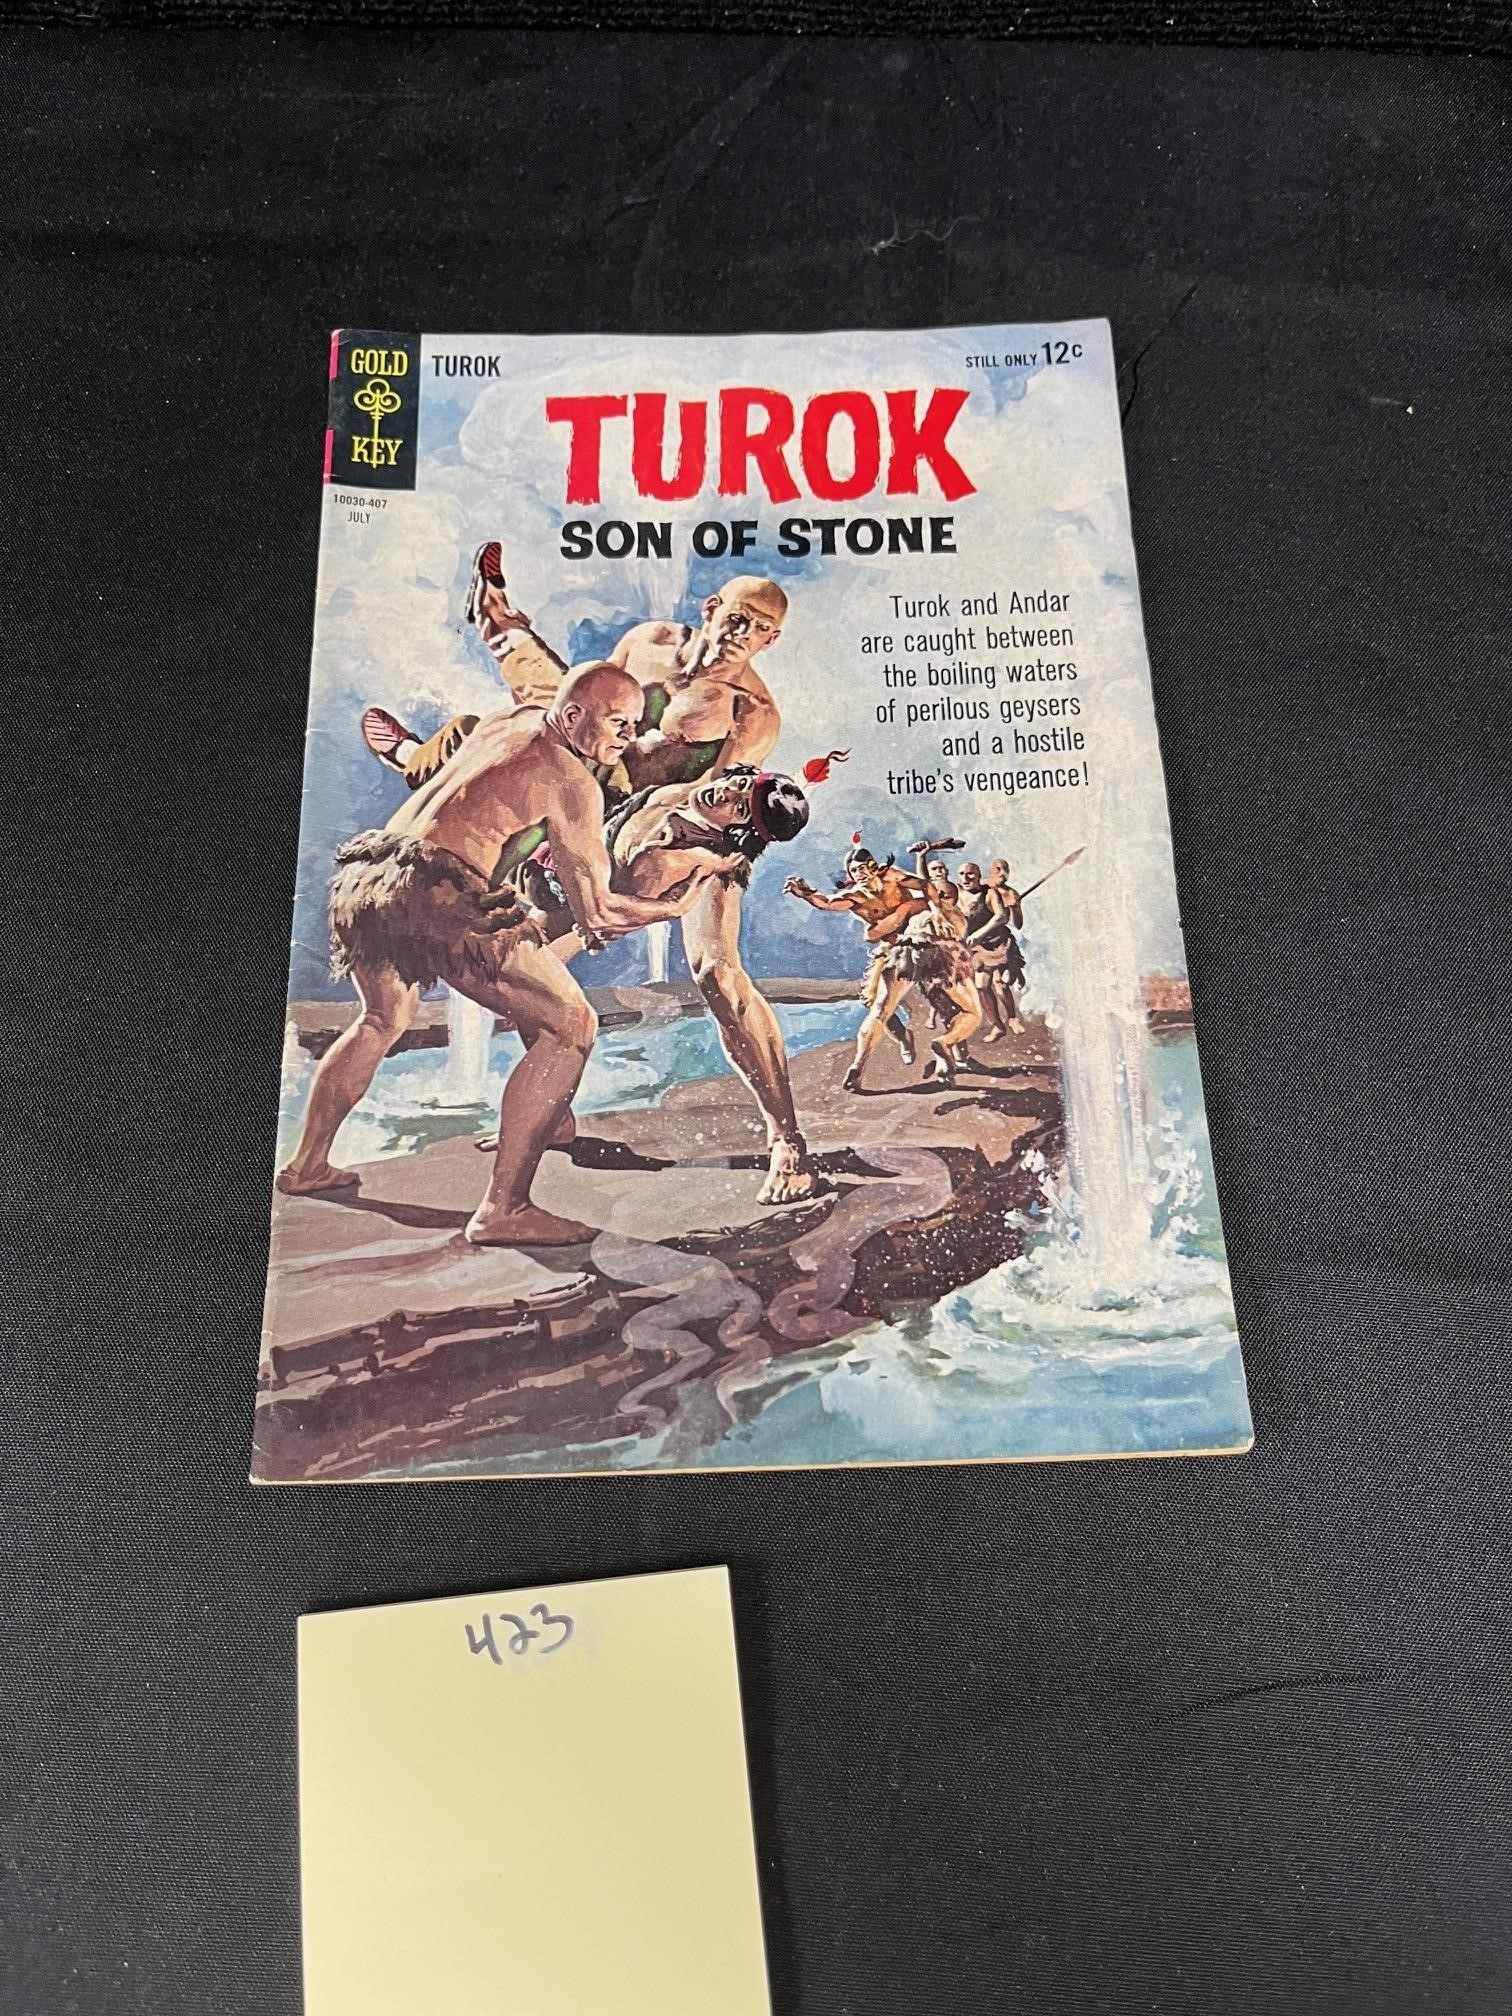 GOLD
KEY
TUROK
STILL ONLY 12c
10030-407
JULY
TUROK
SON OF STONE
Turok and Andar
are caught between
the boiling waters
of perilous geysers
and a hostile
tribe's vengeance!
423